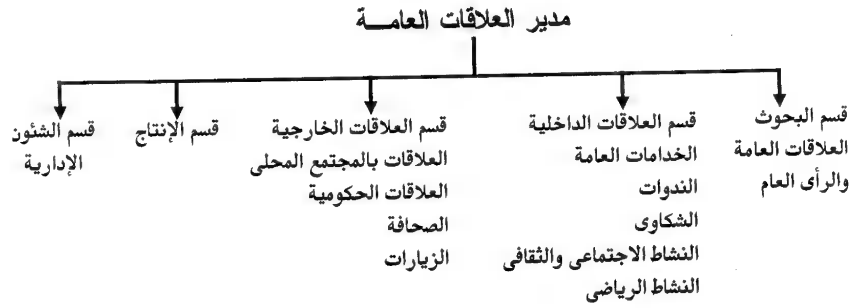 مدير العلاقات العامـــة
قسم البحوث
العلاقات العامة
والرأى العام
قسم العلاقات الداخلية
الخدامات العامة
الندوات
الشكاوى
النشاط الاجتماعى والثقافى
النشاط الرياضى
قسم العلاقات الخارجية
العلاقات بالمجتمع المحلى
العلاقات الحكومية
الصحافة
الزيارات
قسم الإنتاج
قسم الشئون
الإدارية